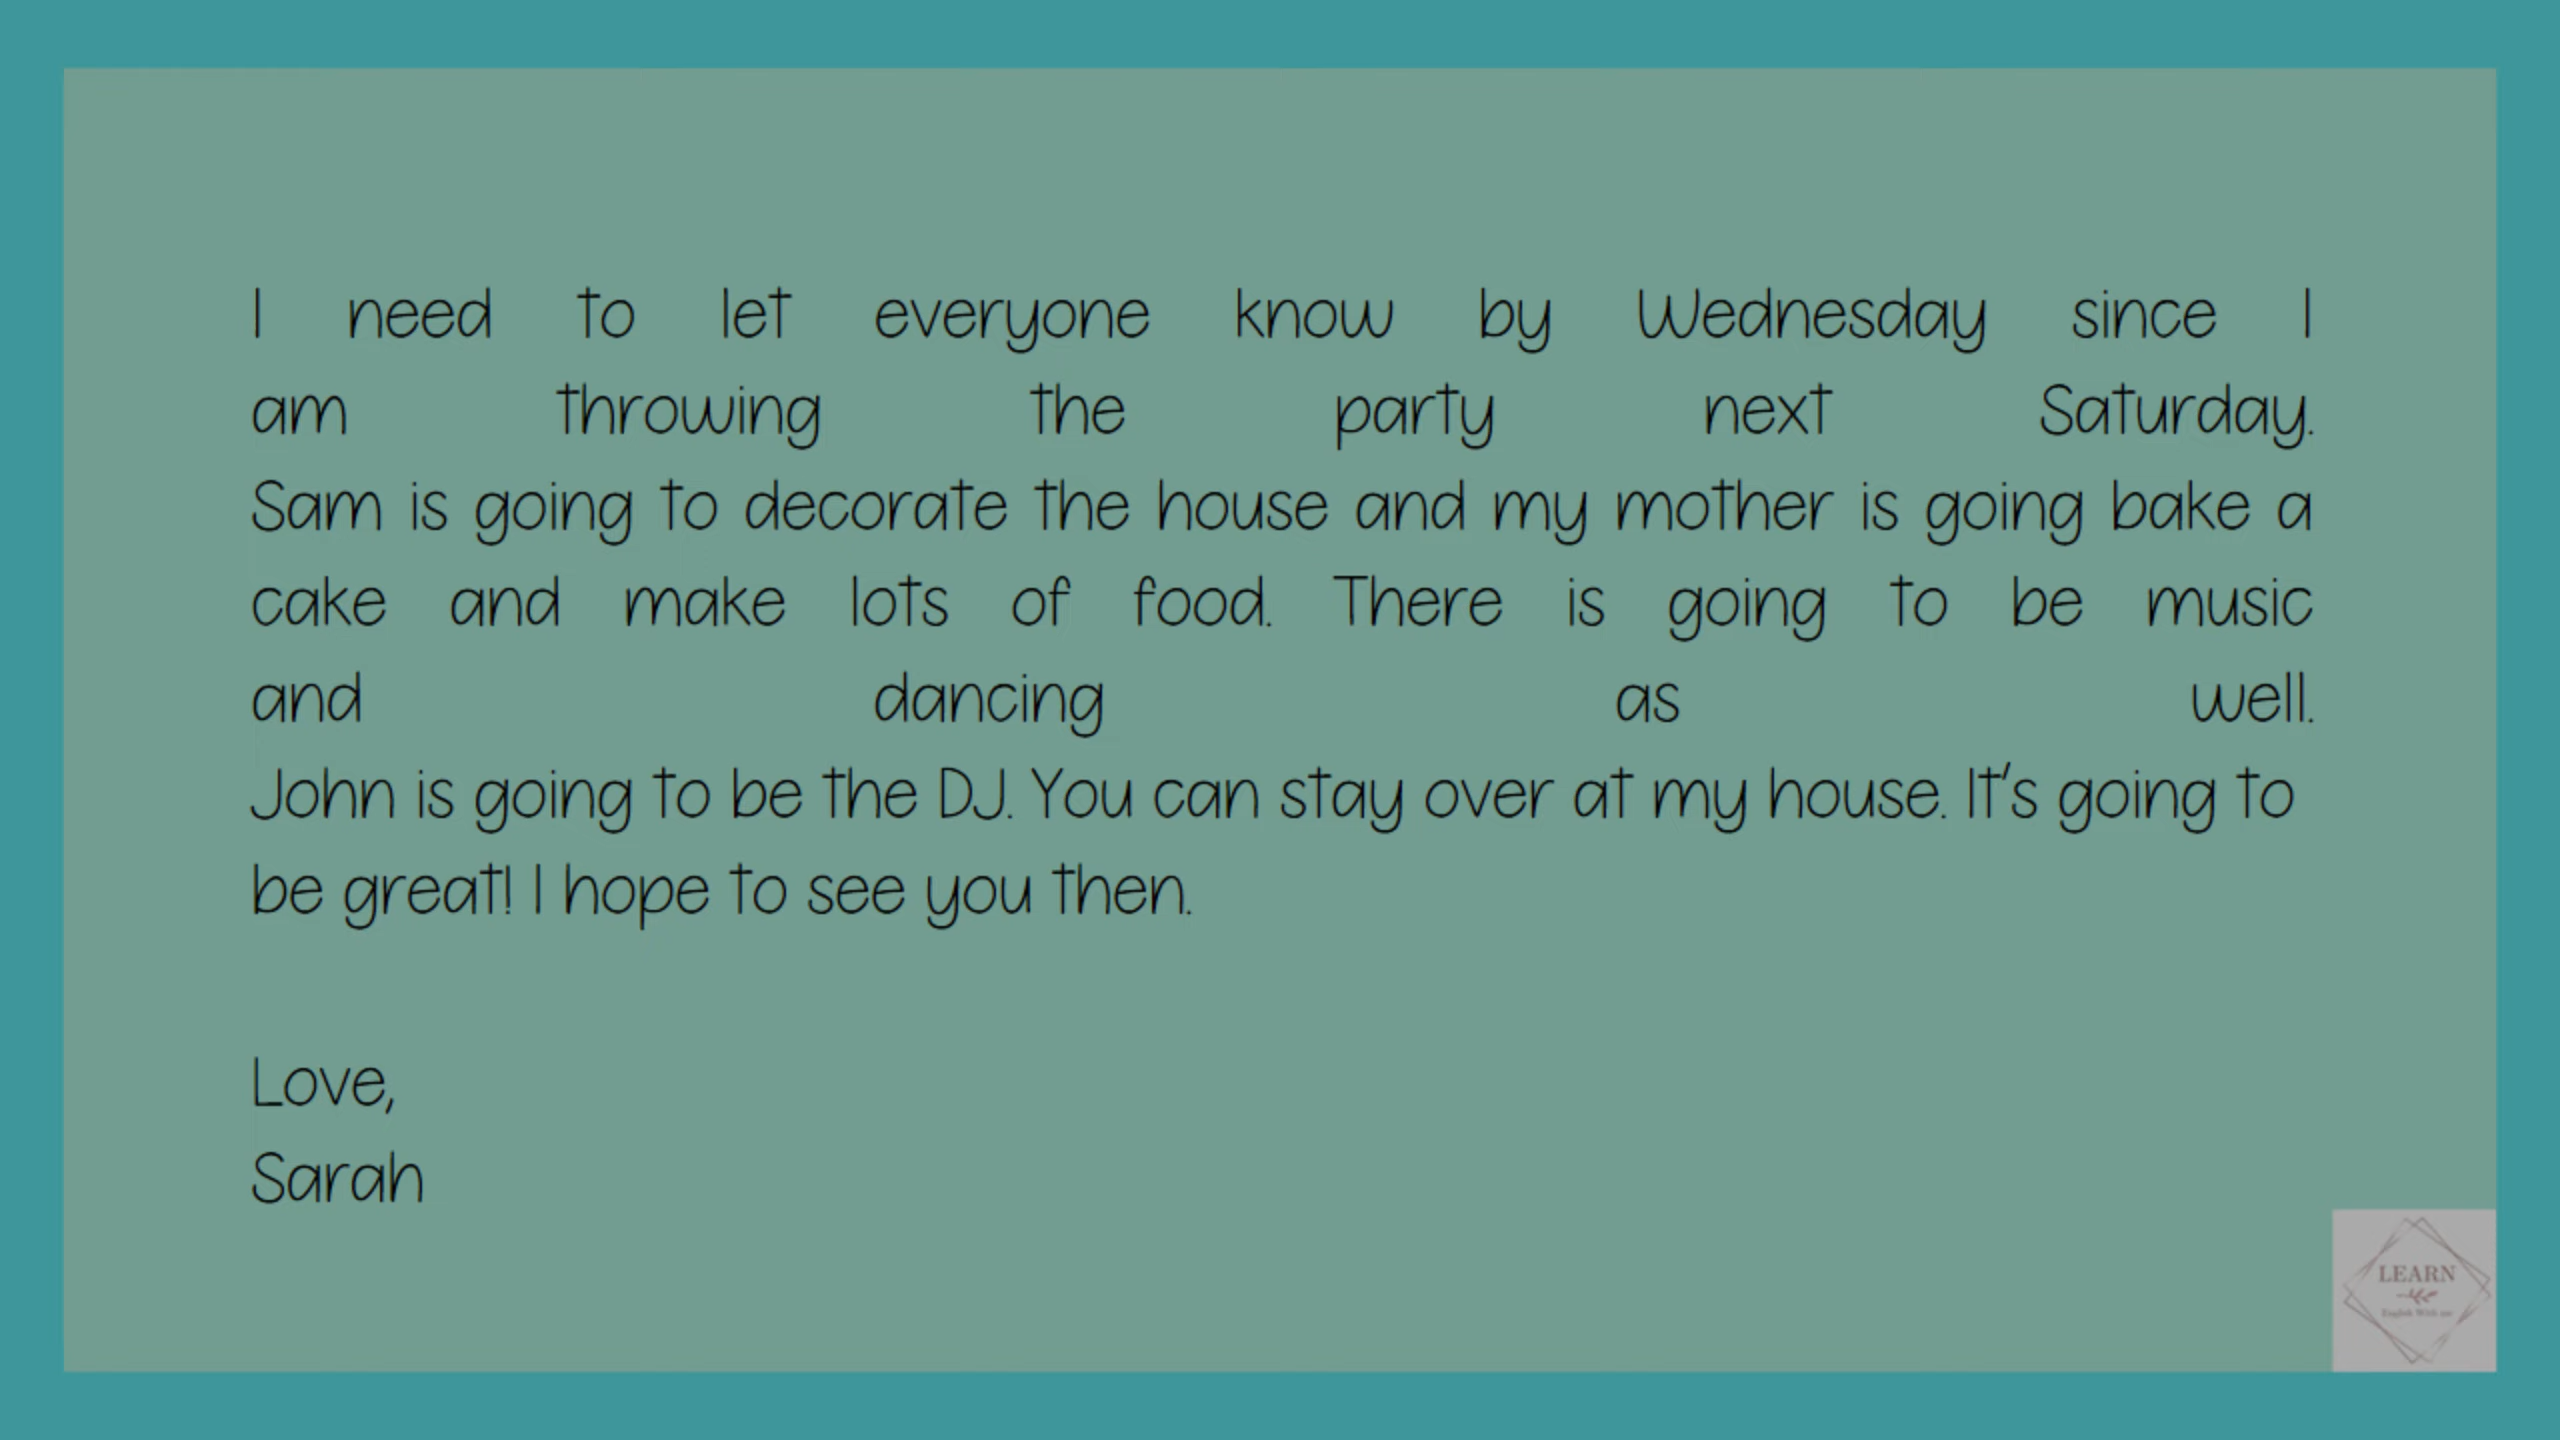 I need to let everyone know by Wednesday since I
am throwing the party next Saturday.
Sam is going to decorate the house and my mother is going bake a
cake and make lots of food. There is going to be music
and dancing as well.
John is going to be the DJ. You can stay over at my house. It's going to
be great! I hope to see you then.
Love,
Sarah
LEARN
English With us